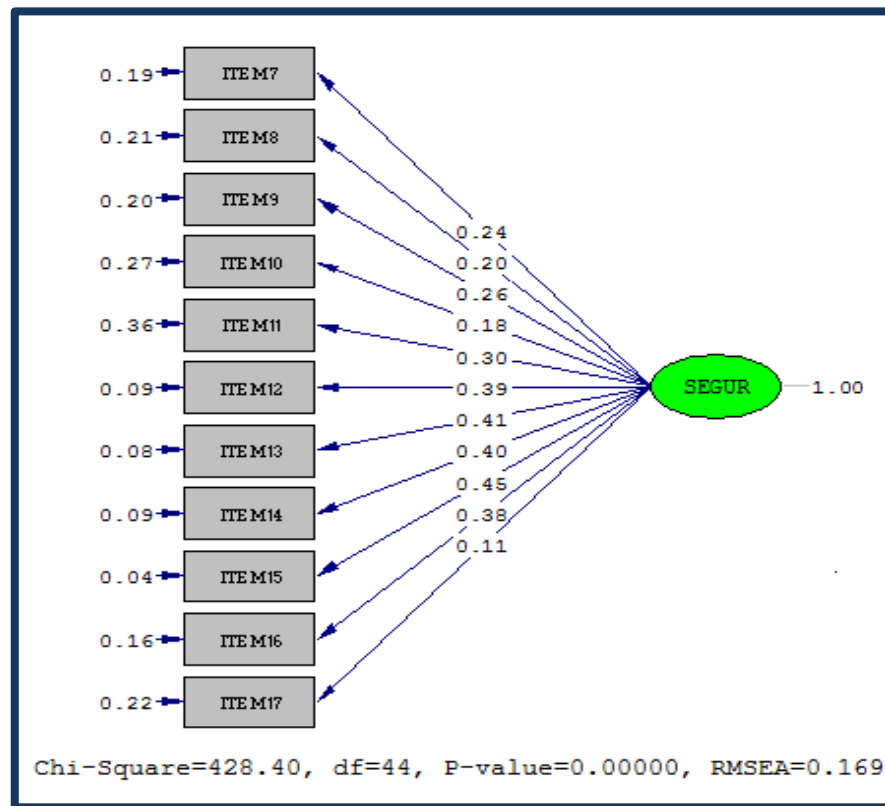 0.19 ITEM7
0.21 ITEM8
0.20 ITEM9
0.27 ITEM10
0.36 ITEM11
0.09 ITEM12
0.08 ITEM13
0.09 ITEM14
0.04 ITEM15
0.16 ITEM16
0.22 ITEM17
0.24
0.20
0.26
0.18
0.30
0.39
0.41
0.40
0.45
0.38
0.11
SEGUR 1.00
Chi-Square=428.40, df=44, P-value=0.00000, RMSEA=0.169